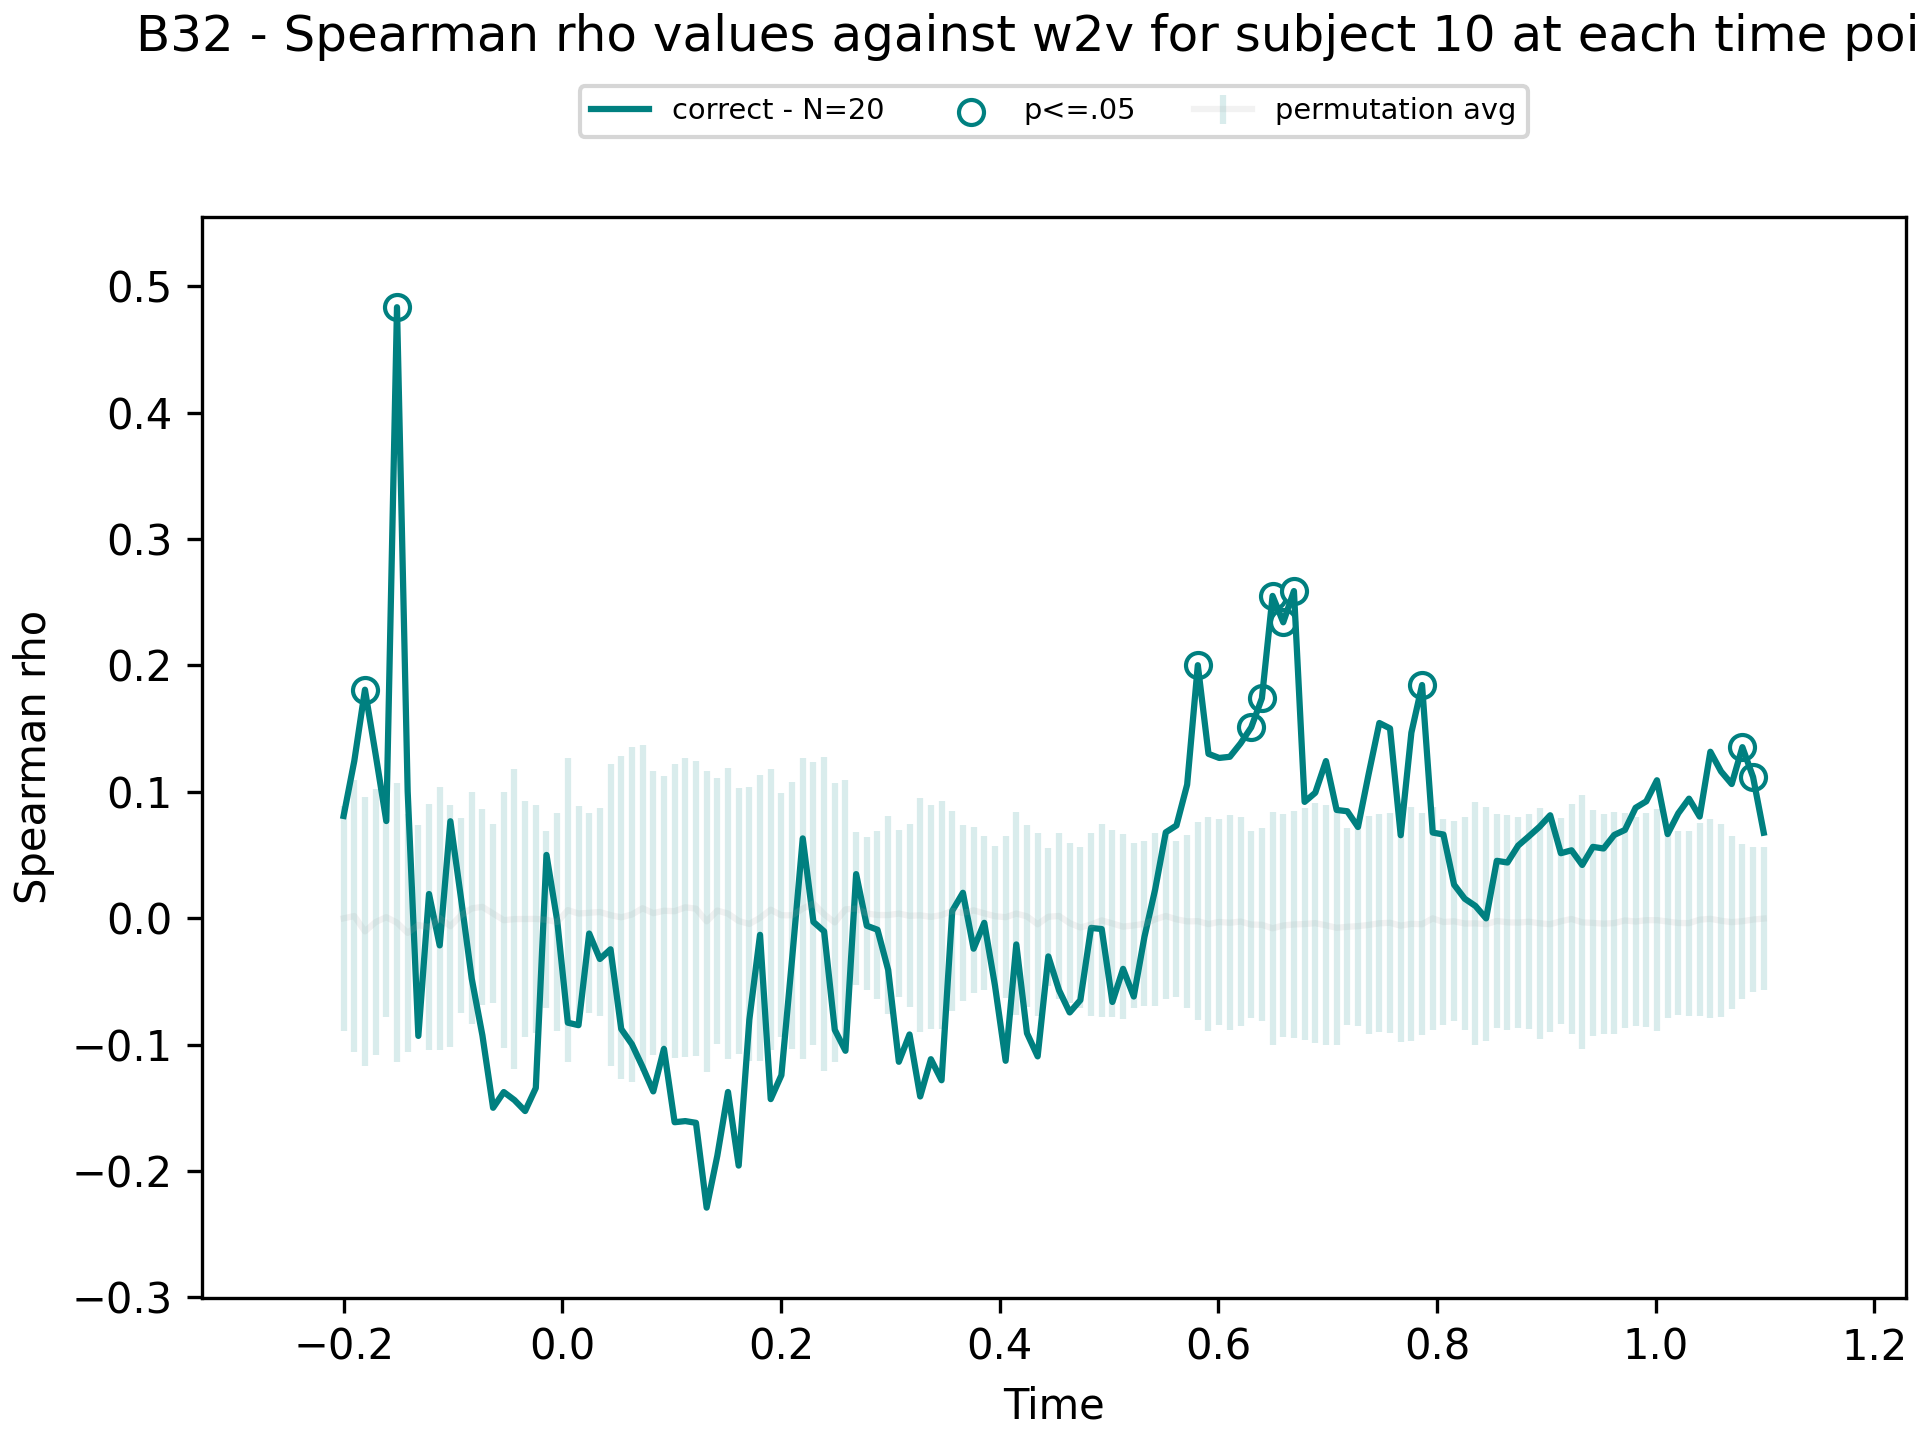 B32 - Spearman rho values against w2v for subject 10 at each time poi
correct - N=20 p<=.05 permutation avg
0.5
0.4
0.3
0.2
0.1
0.0
−0.1
−0.2
−0.3
Spearman rho
−0.2 0.0 0.2 0.4 0.6 0.8 1.0 1.2
Time